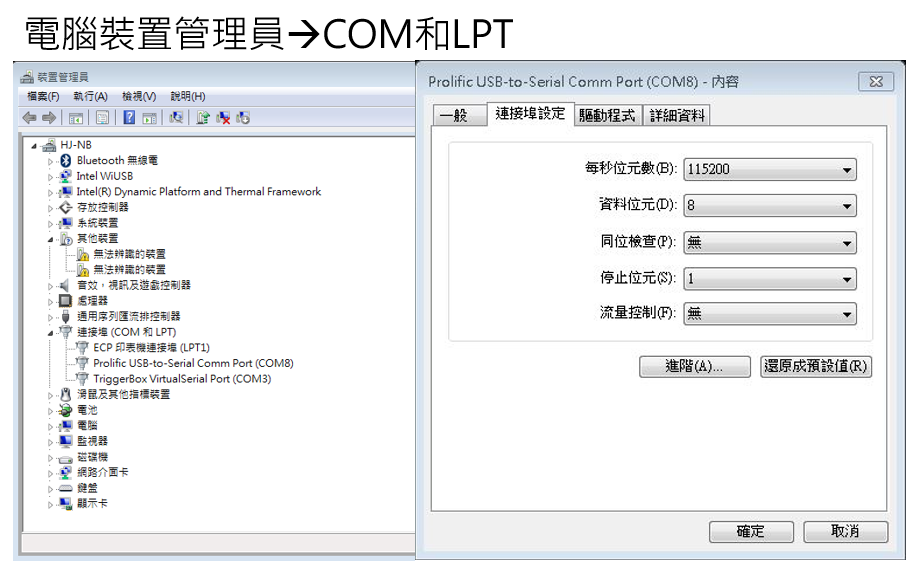 電腦裝置管理員→COM和LPT
裝置管理員
檔案(F) 執行(A) 檢視(V) 說明(H)
HJ-NB
Bluetooth 無線電
Intel WiUSB
Intel(R) Dynamic Platform and Thermal Framework
存放控制器
系統裝置
其他裝置
無法辨識的裝置
無法辨識的裝置
音效，視訊及遊戲控制器
處理器
通用序列匯流排控制器
連接埠 (COM 和 LPT)
ECP 印表機連接埠 (LPT1)
Prolific USB-to-Serial Comm Port (COM8)
TriggerBox VirtualSerial Port (COM3)
滑鼠及其他指標裝置
電池
電腦
監視器
磁碟機
網路介面卡
鍵盤
顯示卡
Prolific USB-to-Serial Comm Port (COM8) - 內容
一般 連接埠設定 驅動程式 詳細資料
每秒位元數(B): 115200
資料位元(D): 8
同位檢查(P): 無
停止位元(S): 1
流量控制(F): 無
進階(A)... 還原成預設值(R)
確定 取消